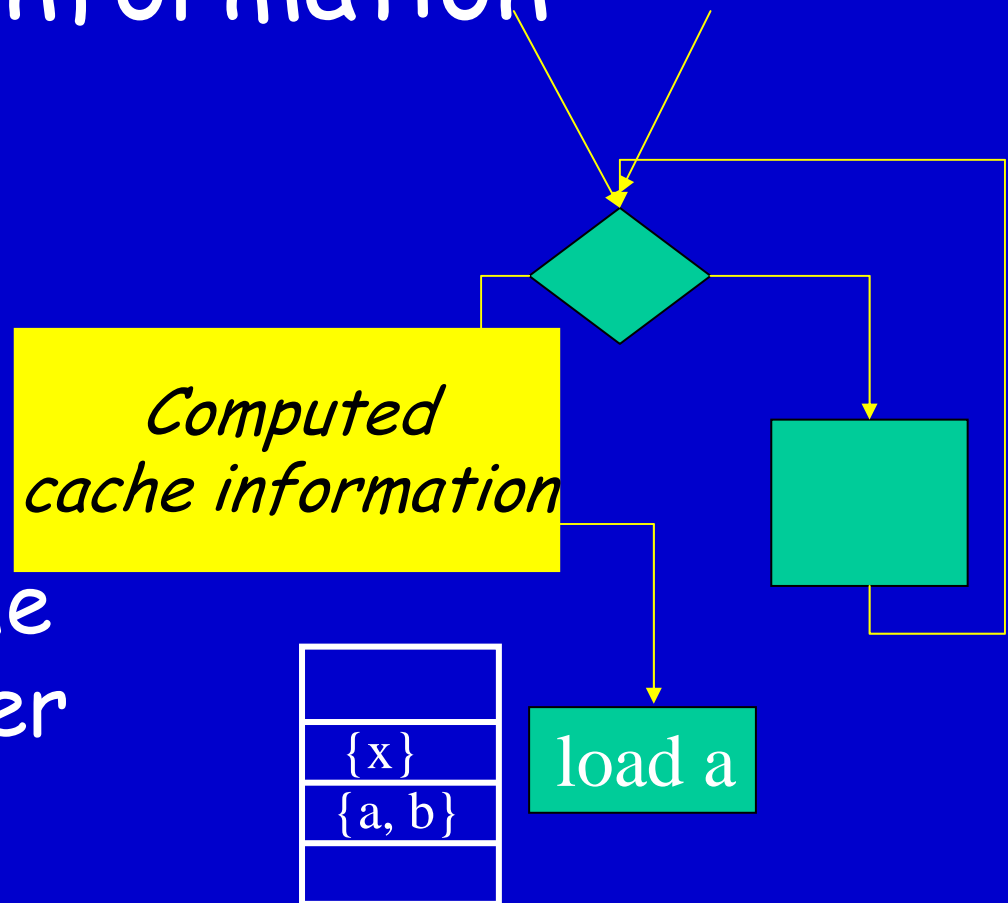 Computed
cache information
{x}
load a
{a, b}